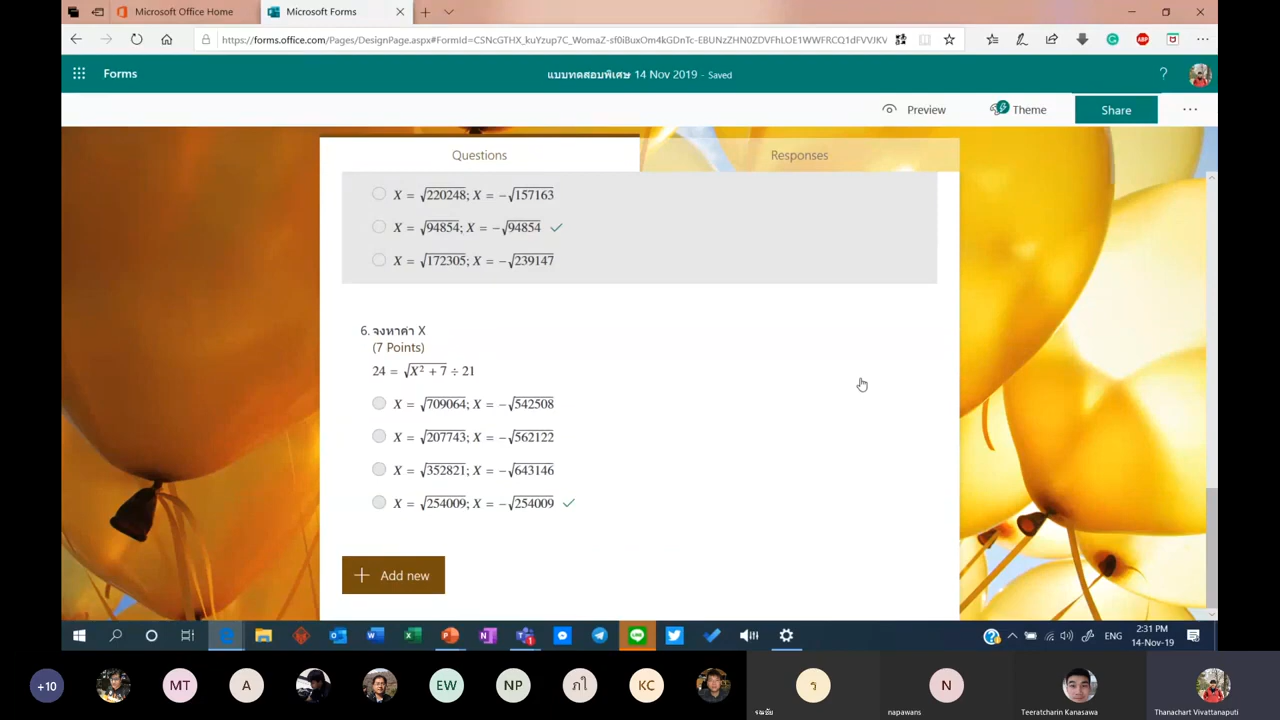 Microsoft Office Home
Microsoft Forms
https://forms.office.com/Pages/DesignPage.aspx#FormId=CSNcGTHX_kuYzup7C_WomaZ-sf0iBuxOm4kGDnTc-EBUNzZHN0ZDVFhLOE1WWFRCQ1dFVVJKV
ABP
Forms
แบบทดสอบพิเศษ 14 Nov 2019 - Saved
?
Preview
Theme
Share
Questions
Responses
X = √220248; X = −√157163
X = √94854; X = −√94854
X = √172305; X = −√239147
6. จงหาค่า X
(7 Points)
24 = √X² + 7 ÷ 21
X = √709064; X = −√542508
X = √207743; X = −√562122
X = √352821; X = −√643146
X = √254009; X = −√254009
Add new
ENG
2:31 PM
14-Nov-19
+10
MT
A
EW
NP
ภไ
KC
ร
N
napawans
Teeratcharin Kanasawa
Thanachart Vivattanaputi